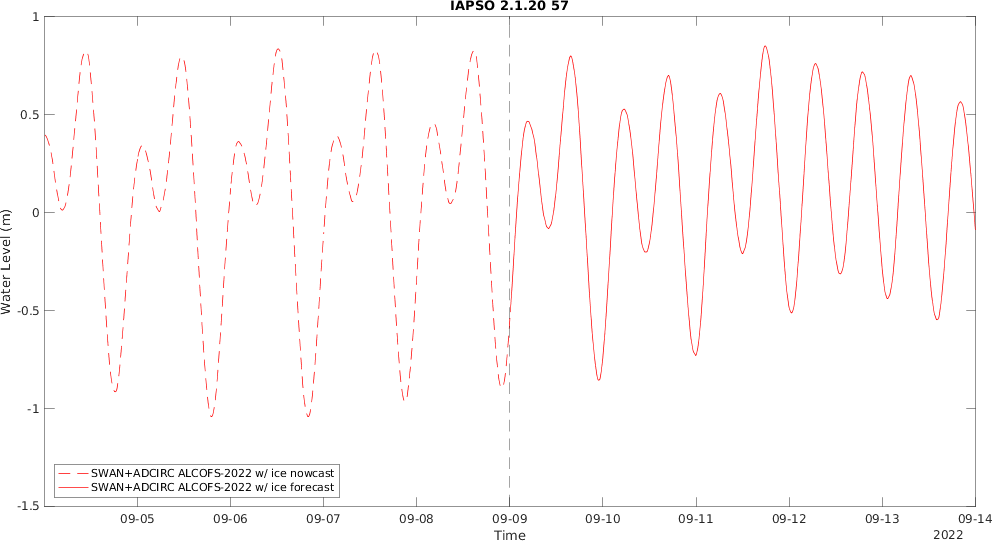 IAPSO 2.1.20 57
1
0.5
0
-0.5
-1
-1.5
Water Level (m)
SWAN+ADCIRC ALCOFS-2022 w/ ice nowcast
SWAN+ADCIRC ALCOFS-2022 w/ ice forecast
09-05 09-06 09-07 09-08 09-09 09-10 09-11 09-12 09-13 09-14
Time
2022